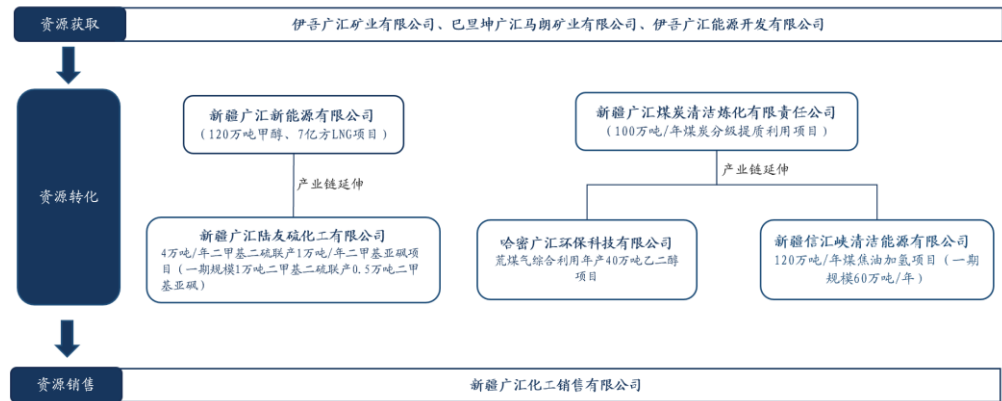 资源获取
伊吾广汇矿业有限公司、巴里坤广汇马朗矿业有限公司、伊吾广汇能源开发有限公司
资源转化
新疆广汇新能源有限公司
（120万吨甲醇、7亿方LNG项目）
产业链延伸
新疆广汇陆友硫化工有限公司
4万吨/年二甲基二硫联产1万吨/年二甲基亚砜项
目（一期规模1万吨二甲基二硫联产0.5万吨二甲
基亚砜）
新疆广汇煤炭清洁炼化有限责任公司
（100万吨/年煤炭分级提质利用项目）
产业链延伸
哈密广汇环保科技有限公司
荒煤气综合利用年产40万吨乙二醇
项目
新疆信汇峡清洁能源有限公司
120万吨/年煤焦油加氢项目（一期
规模60万吨/年）
资源销售
新疆广汇化工销售有限公司